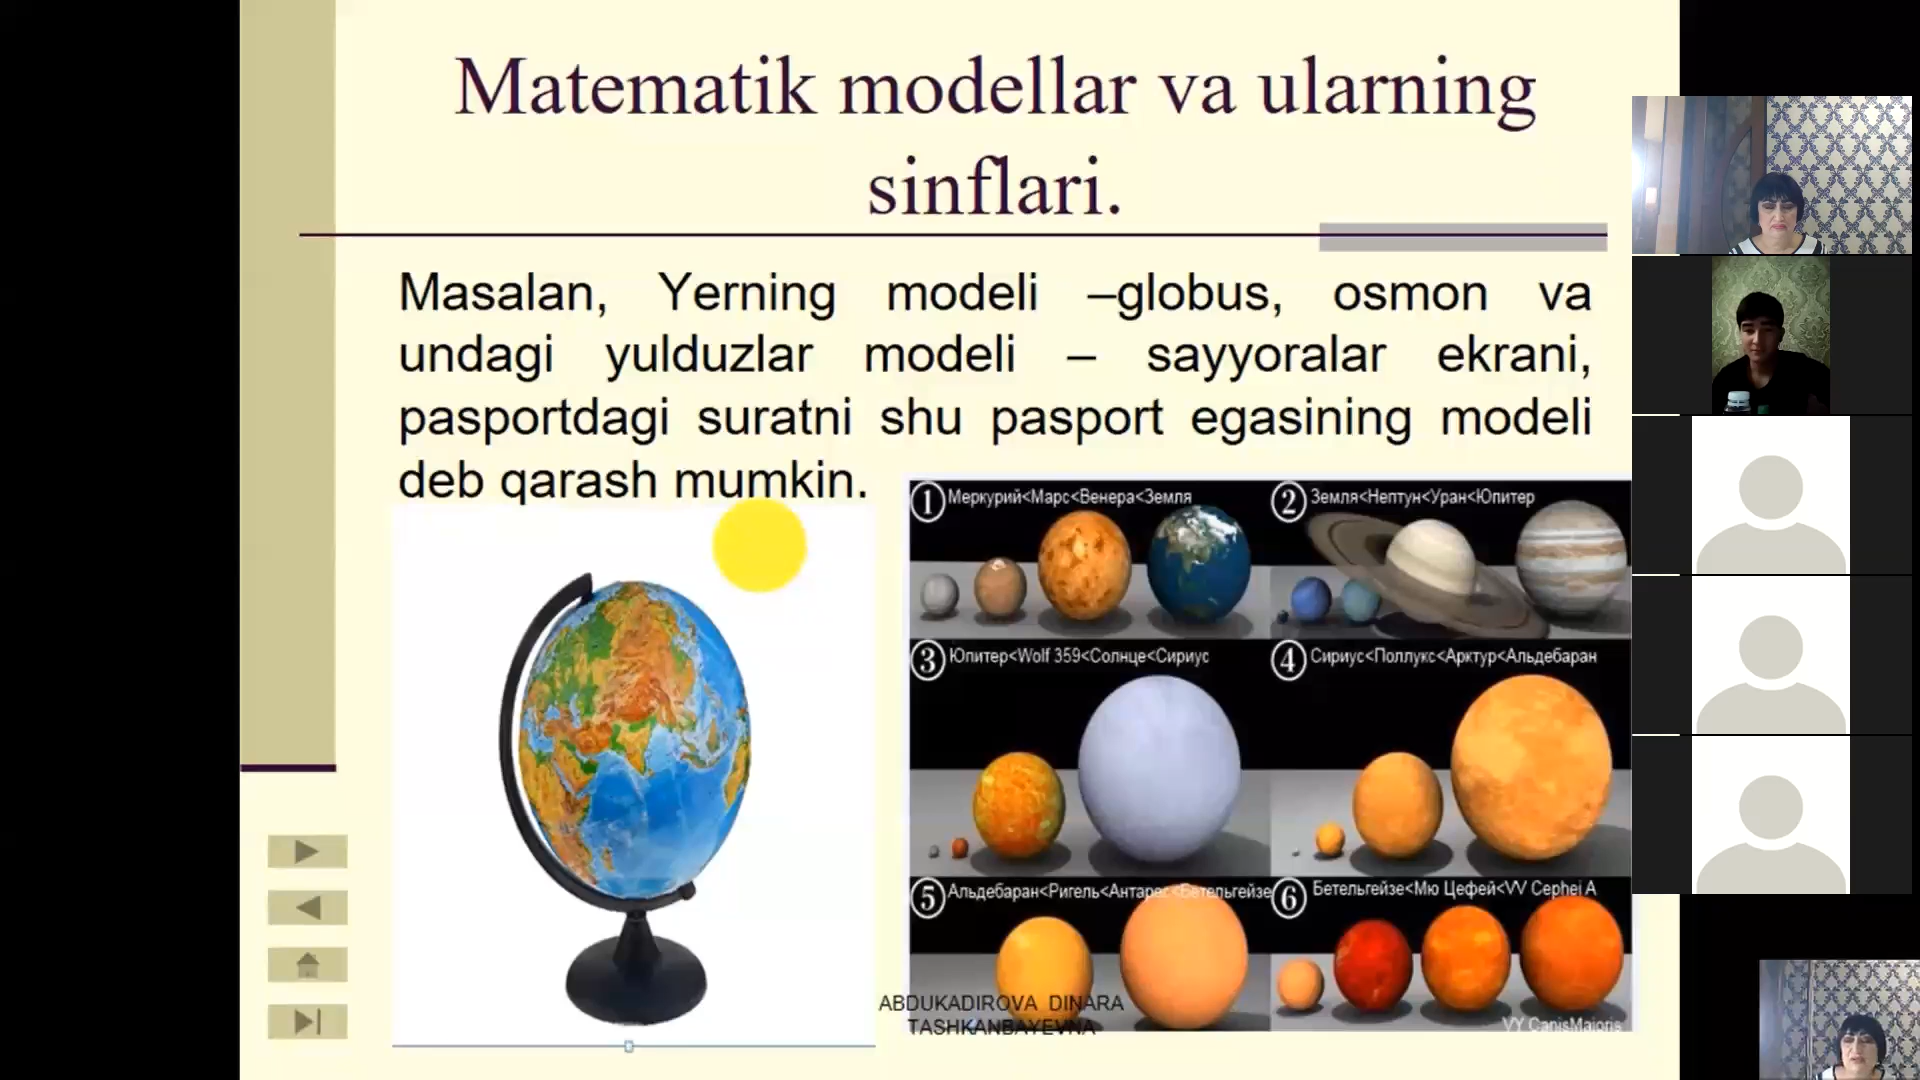 Matematik modellar va ularning
sinflari.
Masalan, Yerning modeli –globus, osmon va
undagi yulduzlar modeli – sayyoralar ekrani,
pasportdagi suratni shu pasport egasining modeli
deb qarash mumkin.
1 Меркурий<Марс<Венера<Земля
2 Земля<Нептун<Уран<Юпитер
3 Юпитер<Wolf 359<Солнце<Сириус
4 Сириус<Поллукс<Арктур<Альдебаран
5 Альдебаран<Ригель<Антарес<Бетельгейзе
6 Бетельгейзе<Мю Цефей<VV Cephei A
VY CanisMajoris
ABDUKADIROVA DINARA
TASHKANBAYEVNA